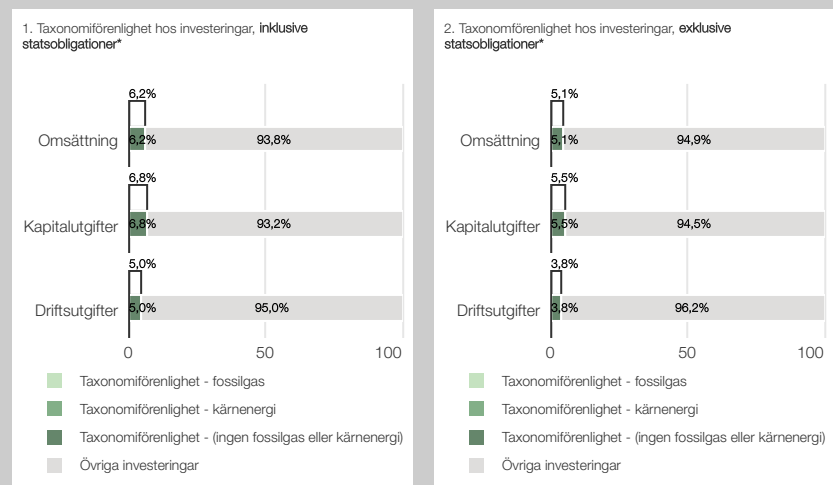 1. Taxonomiförenlighet hos investeringar, inklusive
statsobligationer*
6,2%
Omsättning 6,2% 93,8%
6,8%
Kapitalutgifter 6,8% 93,2%
5,0%
Driftsutgifter 5,0% 95,0%
0 50 100
Taxonomiförenlighet - fossilgas
Taxonomiförenlighet - kärnenergi
Taxonomiförenlighet - (ingen fossilgas eller kärnenergi)
Övriga investeringar
2. Taxonomförenlighet hos investeringar, exklusive
statsobligationer*
5,1%
Omsättning 5,1% 94,9%
5,5%
Kapitalutgifter 5,5% 94,5%
3,8%
Driftsutgifter 3,8% 96,2%
0 50 100
Taxonomiförenlighet - fossilgas
Taxonomiförenlighet - kärnenergi
Taxonomiförenlighet - (ingen fossilgas eller kärnenergi)
Övriga investeringar